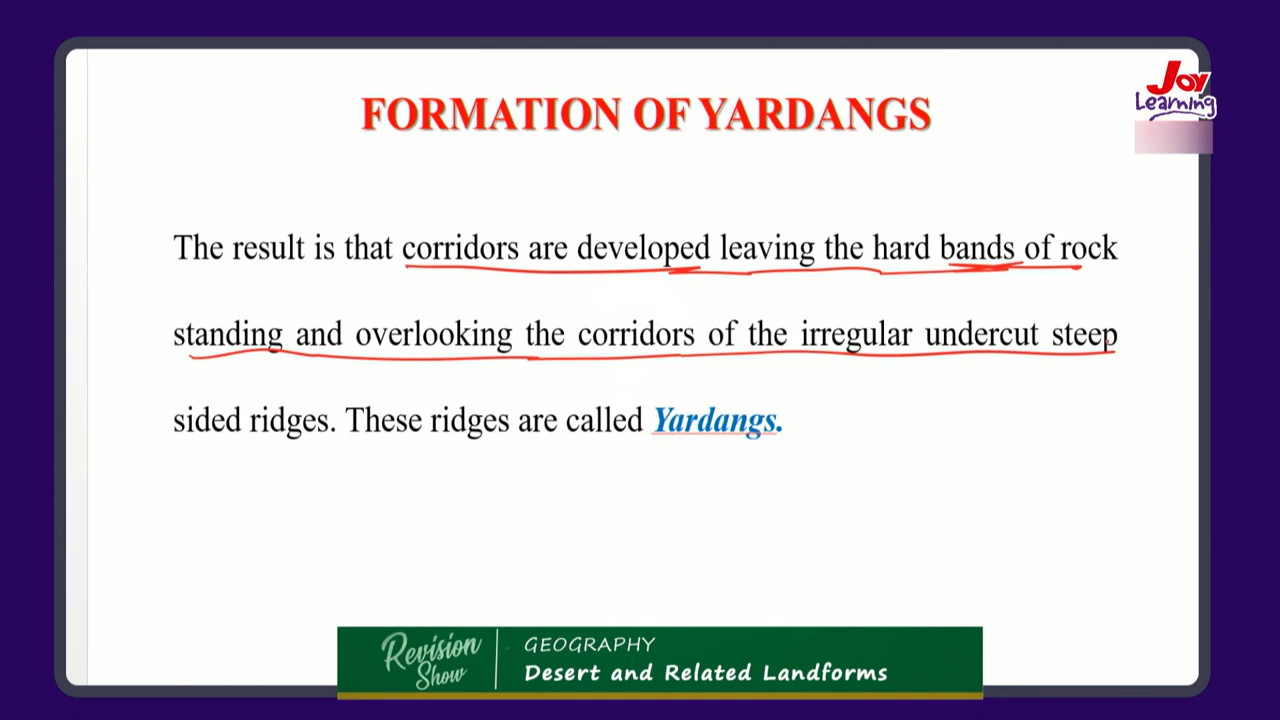 Joy
Learning
FORMATION OF YARDANGS
The result is that corridors are developed leaving the hard bands of rock
standing and overlooking the corridors of the irregular undercut steep
sided ridges. These ridges are called Yardangs.
Revision
Show
GEOGRAPHY
Desert and Related Landforms